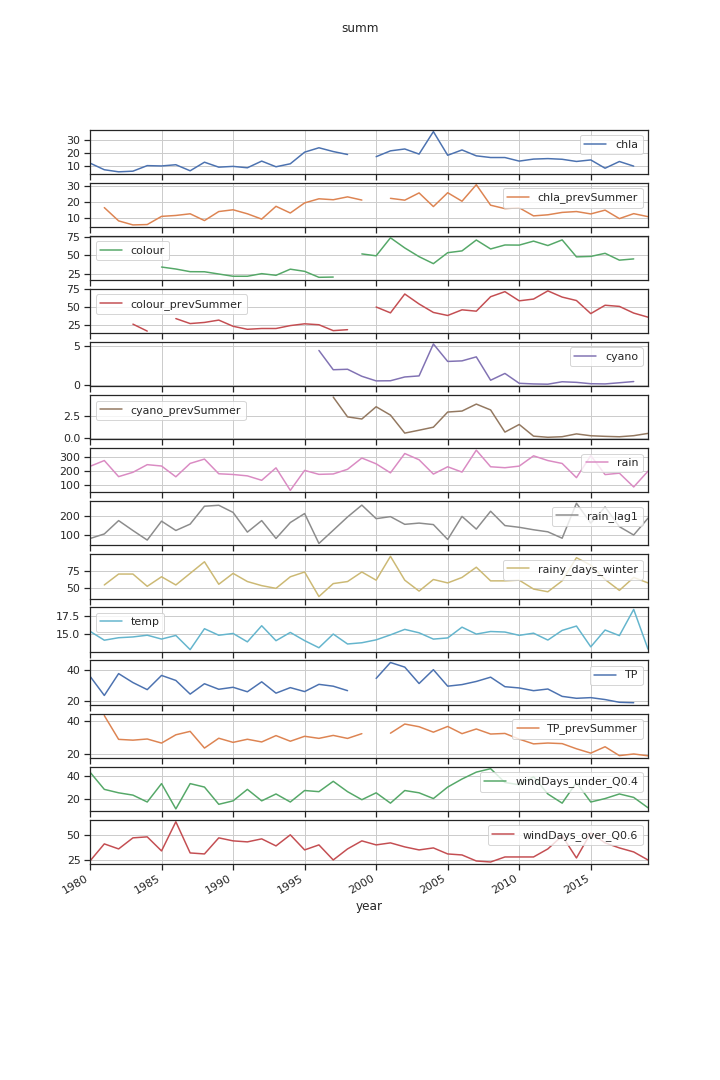 summ
30
20
10
chla
30
20
10
chla_prevSummer
75
50
25
colour
75
50
25
colour_prevSummer
5
0
cyano
2.5
0.0
cyano_prevSummer
300
200
100
rain
200
100
rain_lag1
75
50
rainy_days_winter
17.5
15.0
temp
40
20
TP
40
20
TP_prevSummer
40
20
windDays_under_Q0.4
50
25
windDays_over_Q0.6
1980 1985 1990 1995 2000 2005 2010 2015
year